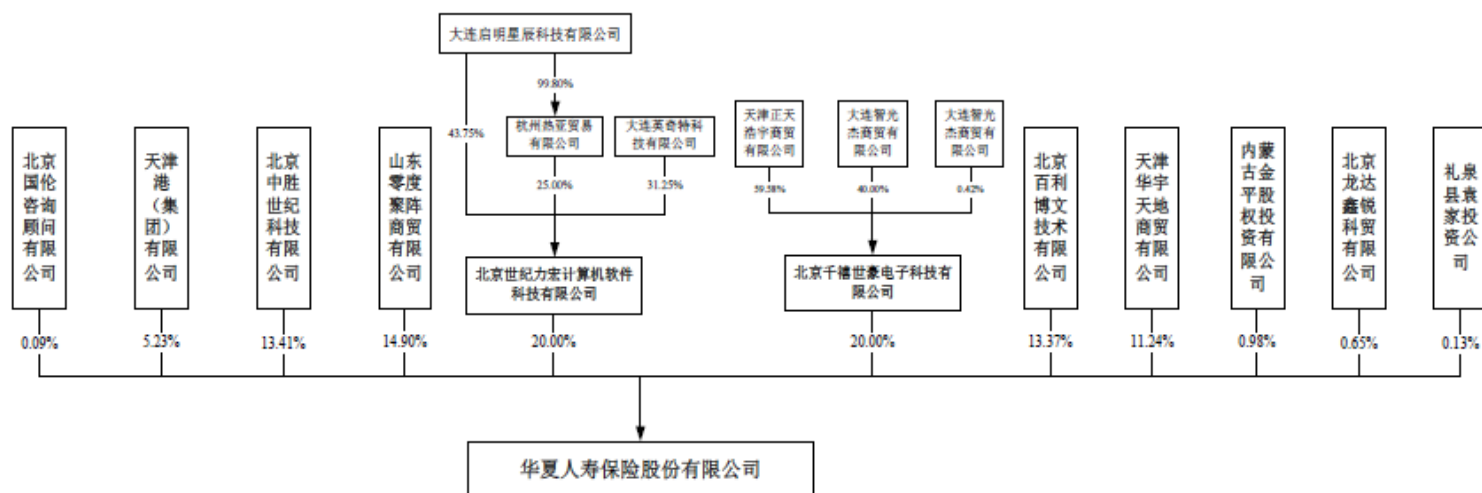 大连启明星辰科技有限公司
99.80%
43.75%
杭州热亚贸易
有限公司
大连英奇特科
技有限公司
天津正天
浩宇商贸
有限公司
大连智光
杰商贸有
限公司
大连智光
杰商贸有
限公司
25.00%
31.25%
59.58%
40.00%
0.42%
北京
国伦
咨询
顾问
有限
公司
天津
港
（集
团）
有限
公司
北京
中胜
世纪
科技
有限
公司
山东
零度
聚阵
商贸
有限
公司
北京世纪力宏计算机软件
科技有限公司
北京千禧世豪电子科技有
限公司
北京
百利
博文
技术
有限
公司
天津
华宇
天地
商贸
有限
公司
内蒙
古金
平股
权投
资有
限公
司
北京
龙达
鑫锐
科贸
有限
公司
礼泉
县袁
家投
资公
司
0.09%
5.23%
13.41%
14.90%
20.00%
20.00%
13.37%
11.24%
0.98%
0.65%
0.13%
华夏人寿保险股份有限公司